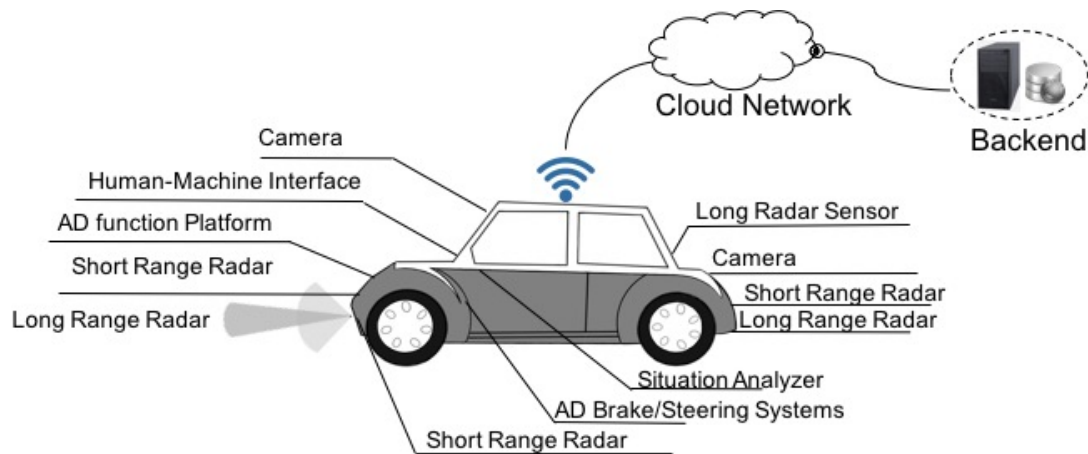 Cloud Network
Backend
Camera
Human-Machine Interface
AD function Platform
Short Range Radar
Long Range Radar
Long Radar Sensor
Camera
Short Range Radar
Long Range Radar
Situation Analyzer
AD Brake/Steering Systems
Short Range Radar